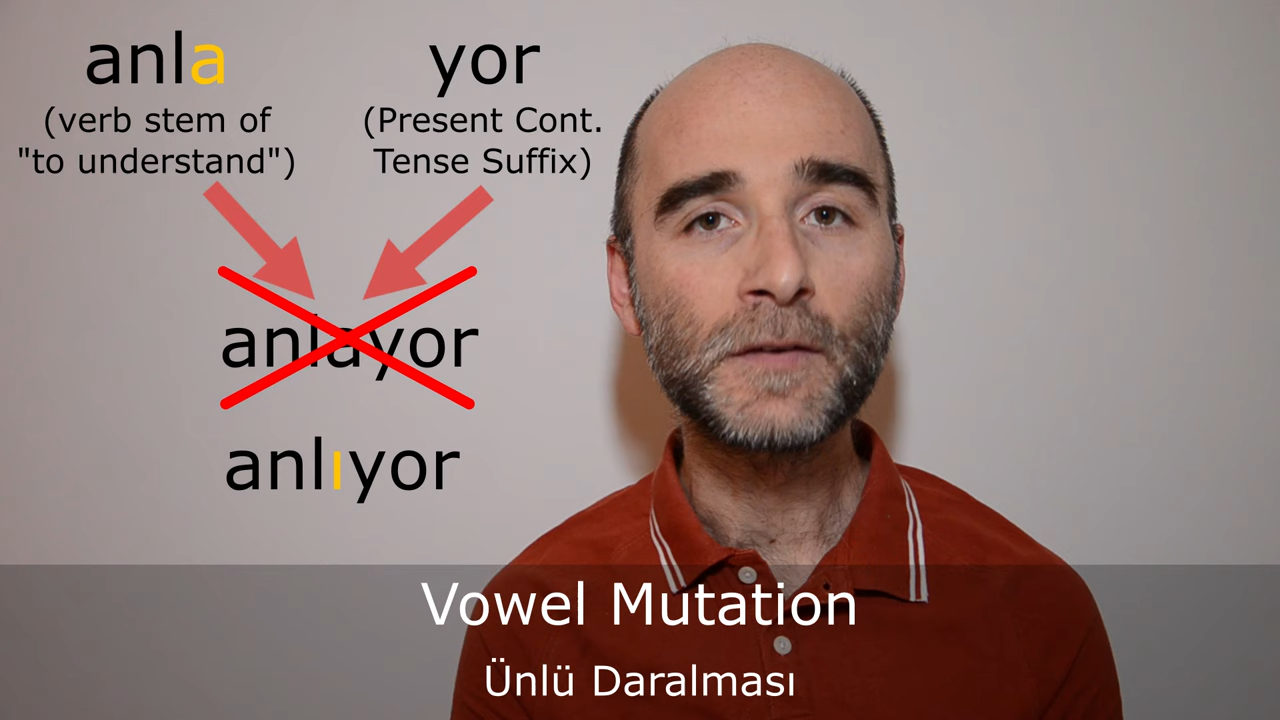 anla
(verb stem of
"to understand")
yor
(Present Cont.
Tense Suffix)
anlayor
anlıyor
Vowel Mutation
Ünlü Daralması